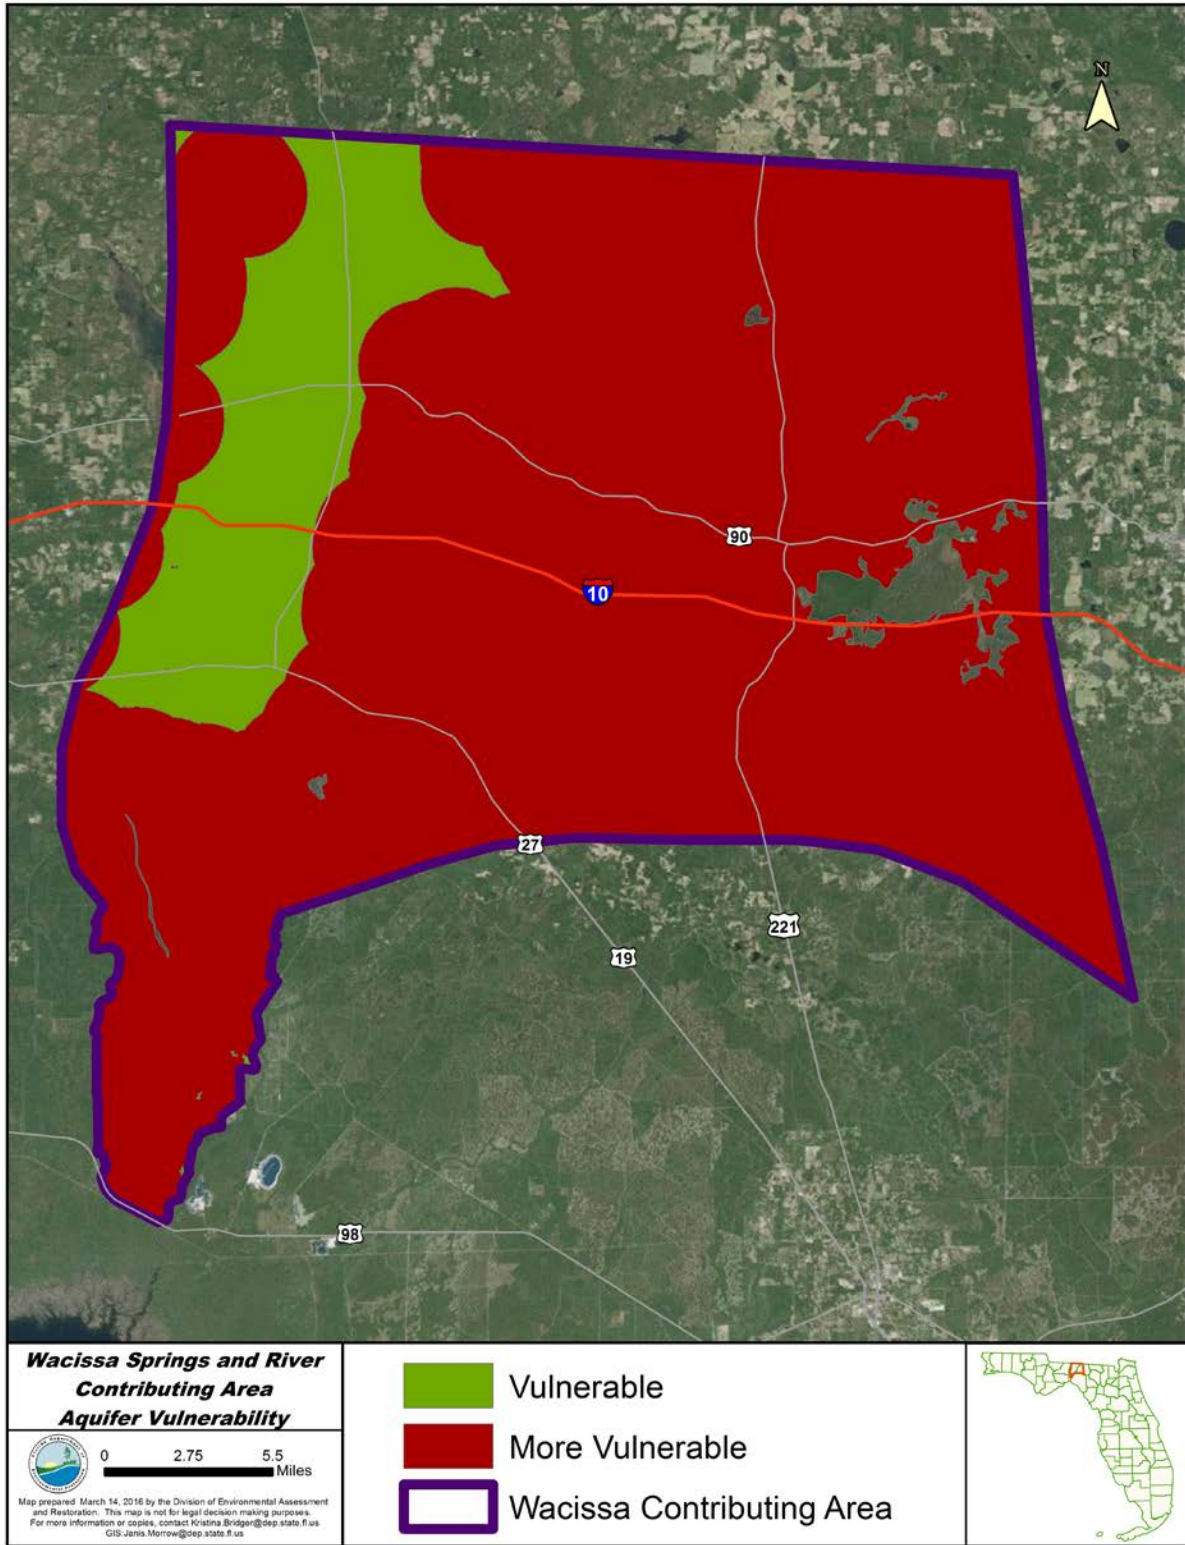 N
90
10
27
221
19
98
Wacissa Springs and River
Contributing Area
Aquifer Vulnerability
0 2.75 5.5
Miles
Map prepared March 14, 2016 by the Division of Environmental Assessment
and Restoration. This map is not for legal decision making purposes.
For more information or copies, contact Kristina.Bridger@dep.state.fl.us
GIS:Janis.Morrow@dep.state.fl.us
Vulnerable
More Vulnerable
Wacissa Contributing Area